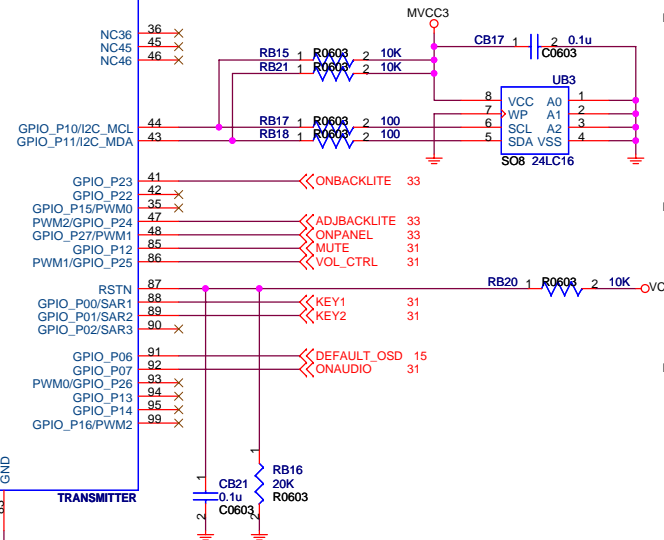 MVCC3
NC36 36
NC45 45
NC46 46
CB17 1 2 0.1u
C0603
RB15 1 R0603 2 10K
RB21 1 R0603 2 10K
UB3
8 VCC A0 1
7 WP A1 2
6 SCL A2 3
5 SDA VSS 4
SO8 24LC16
GPIO_P10/I2C_MCL 44 RB17 1 R0603 2 100
GPIO_P11/I2C_MDA 43 RB18 1 R0603 2 100
GPIO_P23 41 ONBACKLITE 33
GPIO_P22 42
GPIO_P15/PWM0 35
PWM2/GPIO_P24 47 ADJBACKLITE 33
GPIO_P27/PWM1 48 ONPANEL 33
GPIO_P12 85 MUTE 31
PWM1/GPIO_P25 86 VOL_CTRL 31
RSTN 87 RB20 1 R0603 2 10K VC
GPIO_P00/SAR1 88 KEY1 31
GPIO_P01/SAR2 89 KEY2 31
GPIO_P02/SAR3 90
GPIO_P06 91 DEFAULT_OSD 15
GPIO_P07 92 ONAUDIO 31
PWM0/GPIO_P26 93
GPIO_P13 94
GPIO_P14 95
GPIO_P16/PWM2 99
GND
TRANSMITTER
1 CB21
0.1u
2 C0603
1 RB16
20K
2 R0603